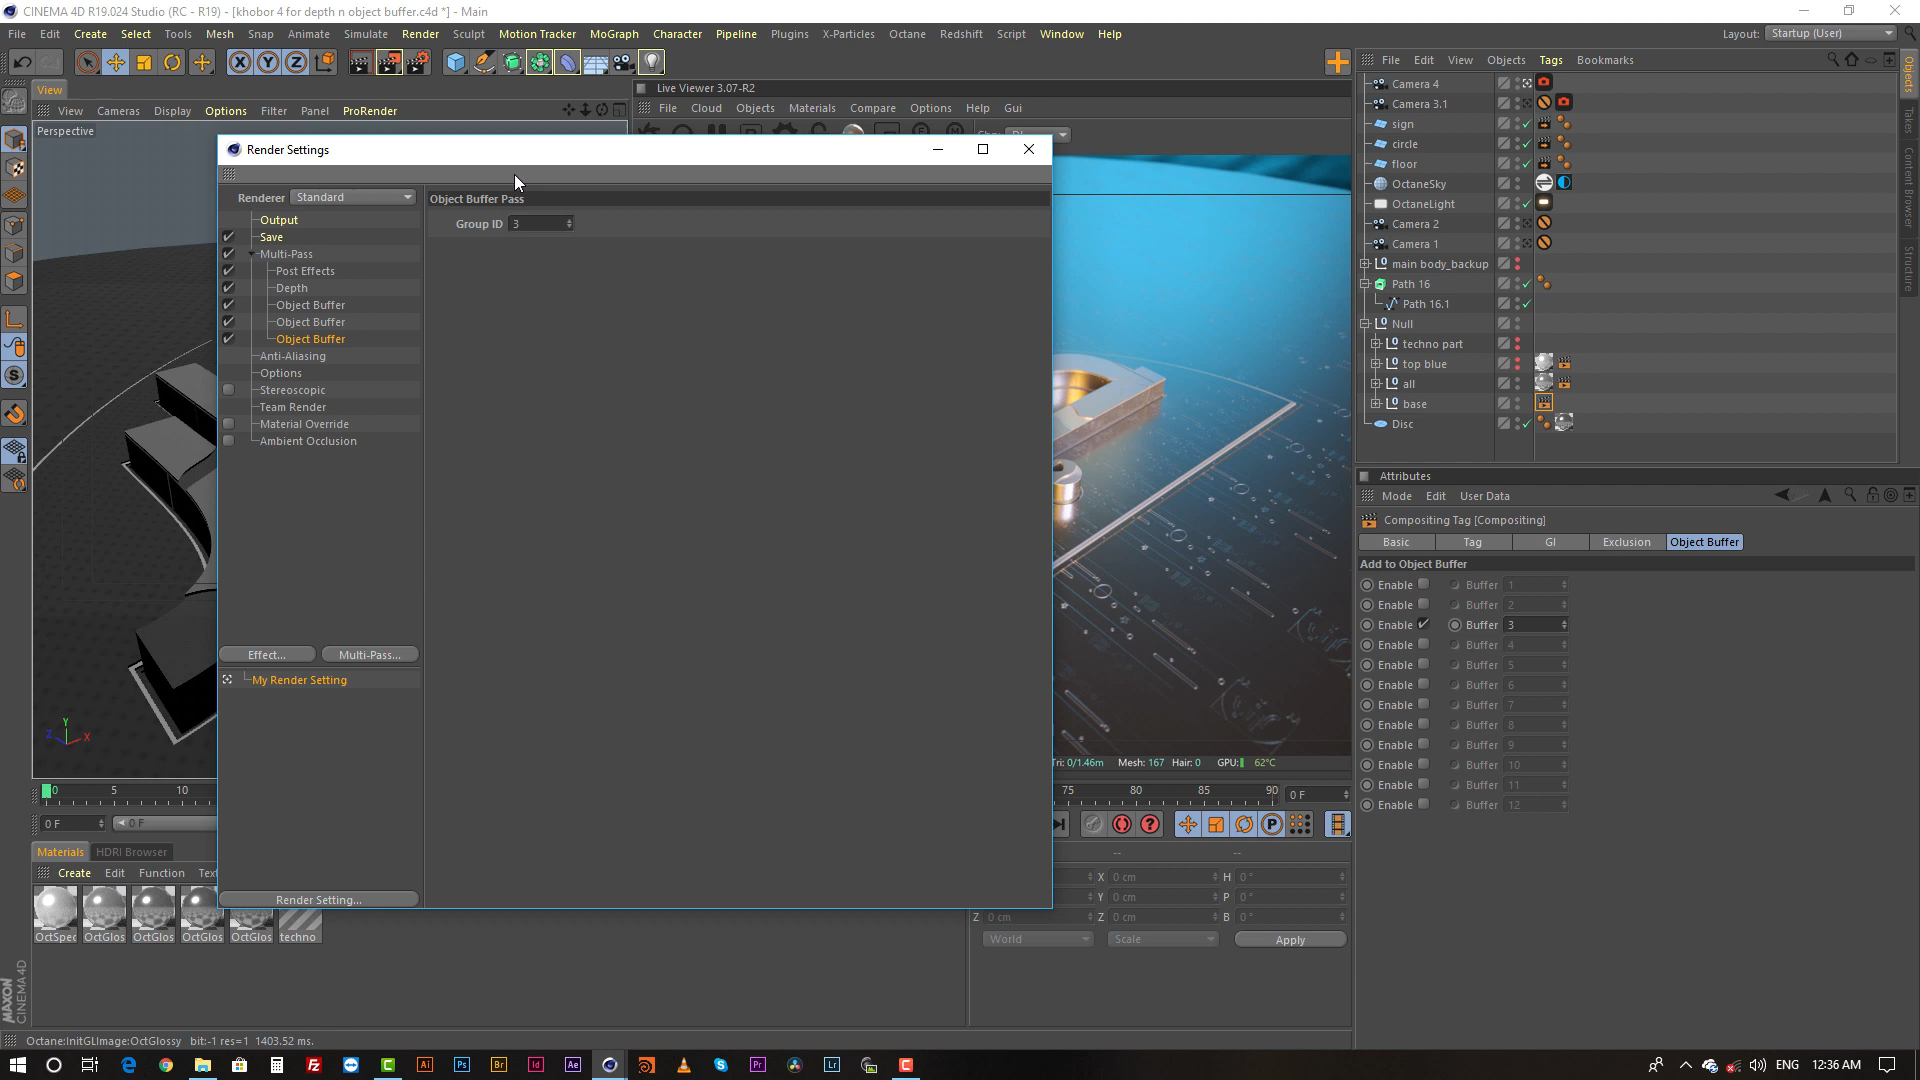 CINEMA 4D R19.024 Studio (RC - R19) - [khobor 4 for depth n object buffer.c4d *] - Main
File Edit Create Select Tools Mesh Snap Animate Simulate Render Sculpt Motion Tracker MoGraph Character Pipeline Plugins X-Particles Octane Redshift Script Window Help
Layout: Startup (User)
View
View Cameras Display Options Filter Panel ProRender
Perspective
Live Viewer 3.07-R2
File Cloud Objects Materials Compare Options Help Gui
Render Settings
Renderer Standard
Output
Save
Multi-Pass
Post Effects
Depth
Object Buffer
Object Buffer
Object Buffer
Anti-Aliasing
Options
Stereoscopic
Team Render
Material Override
Ambient Occlusion
Effect... Multi-Pass...
My Render Setting
Render Setting...
Object Buffer Pass
Group ID 3
Tri: 0/1.46m Mesh: 167 Hair: 0 GPU: 62°C
0 5 10
75 80 85 90 0 F
0 F 0 F
Materials HDRI Browser
Create Edit Function
OctSpec OctGlos OctGlos OctGlos OctGlos techno
-- --
X 0 cm H 0°
Y 0 cm P 0°
Z 0 cm Z 0 cm B 0°
World Scale Apply
MAXON CINEMA 4D
Octane:InitGLImage:OctGlossy bit:-1 res=1 1403.52 ms.
File Edit View Objects Tags Bookmarks
Camera 4
Camera 3.1
sign
circle
floor
OctaneSky
OctaneLight
Camera 2
Camera 1
main body_backup
Path 16
Path 16.1
Null
techno part
top blue
all
base
Disc
Objects
Takes
Content Browser
Structure
Attributes
Mode Edit User Data
Compositing Tag [Compositing]
Basic Tag GI Exclusion Object Buffer
Add to Object Buffer
Enable Buffer 1
Enable Buffer 2
Enable Buffer 3
Enable Buffer 4
Enable Buffer 5
Enable Buffer 6
Enable Buffer 7
Enable Buffer 8
Enable Buffer 9
Enable Buffer 10
Enable Buffer 11
Enable Buffer 12
ENG 12:36 AM